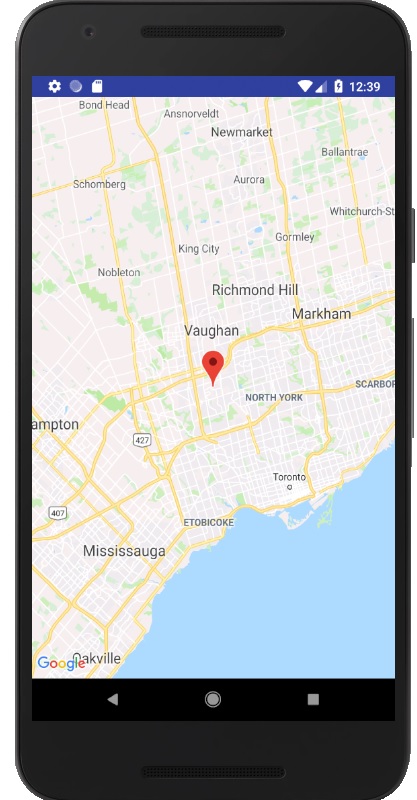 12:39
Bond Head
Ansnorveldt
Newmarket
Ballantrae
Schomberg
Aurora
Whitchurch-St
Gormley
King City
Nobleton
Richmond Hill
Markham
Vaughan
SCARBOR
NORTH YORK
ampton
427
Toronto
407
ETOBICOKE
Mississauga
Oakville
Google